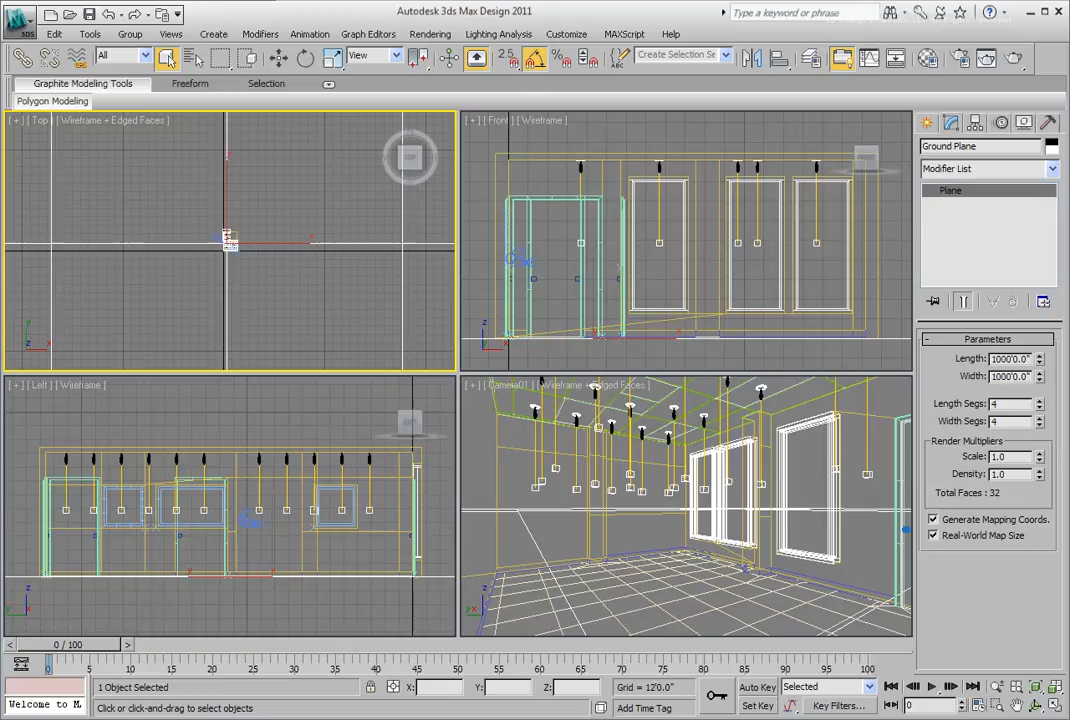 Autodesk 3ds Max Design 2011
Type a keyword or phrase
3DS
Edit Tools Group Views Create Modifiers Animation Graph Editors Rendering Lighting Analysis Customize MAXScript Help
All
View
2.5
Create Selection Se
Graphite Modeling Tools Freeform Selection
Polygon Modeling
[ + ] [ Top ] [ Wireframe + Edged Faces ]
TOP
[ + ] [ Front ] [ Wireframe ]
[ + ] [ Left ] [ Wireframe ]
[ + ] [ Camera01 ] [ Wireframe + Edged Faces ]
Ground Plane
Modifier List
Plane
Parameters
Length: 1000'0.0"
Width: 1000'0.0"
Length Segs: 4
Width Segs: 4
Render Multipliers
Scale: 1.0
Density: 1.0
Total Faces : 32
Generate Mapping Coords.
Real-World Map Size
0 / 100
0 5 10 15 20 25 30 35 40 45 50 55 60 65 70 75 80 85 90 95 100
1 Object Selected
X: Y: Z:
Grid = 12'0.0"
Auto Key
Selected
Welcome to M
Click or click-and-drag to select objects
Add Time Tag
Set Key
Key Filters...
0